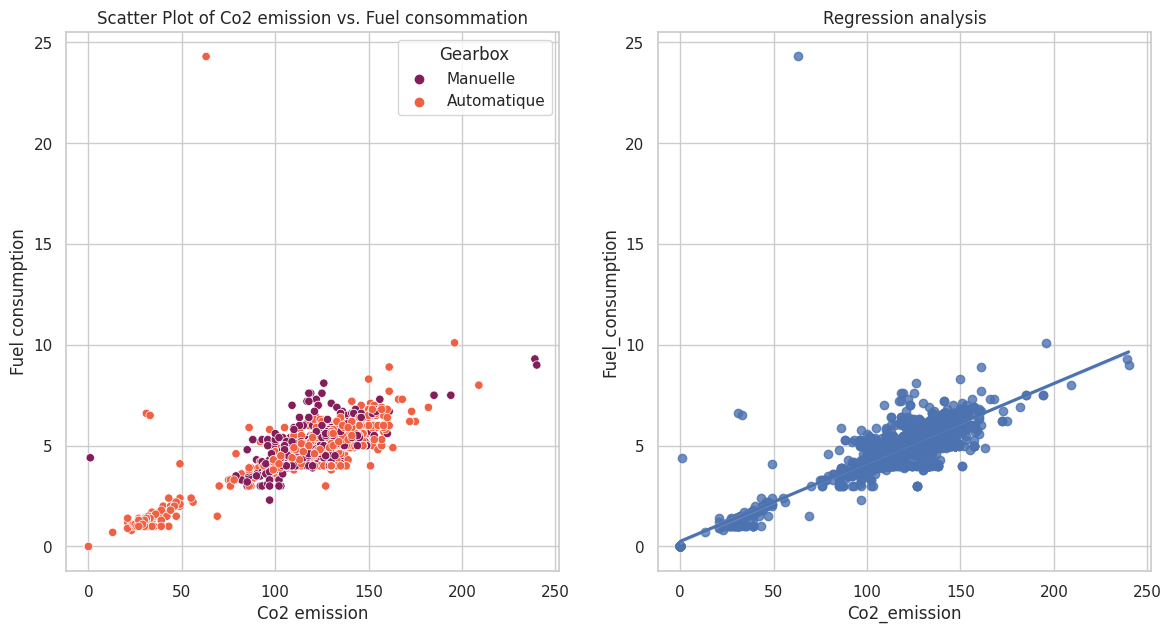 Scatter Plot of Co2 emission vs. Fuel consommation
25
20
15
10
5
0
Fuel consumption
Gearbox
Manuelle
Automatique
0 50 100 150 200 250
Co2 emission
Regression analysis
25
20
15
10
5
0
Fuel_consumption
0 50 100 150 200 250
Co2_emission